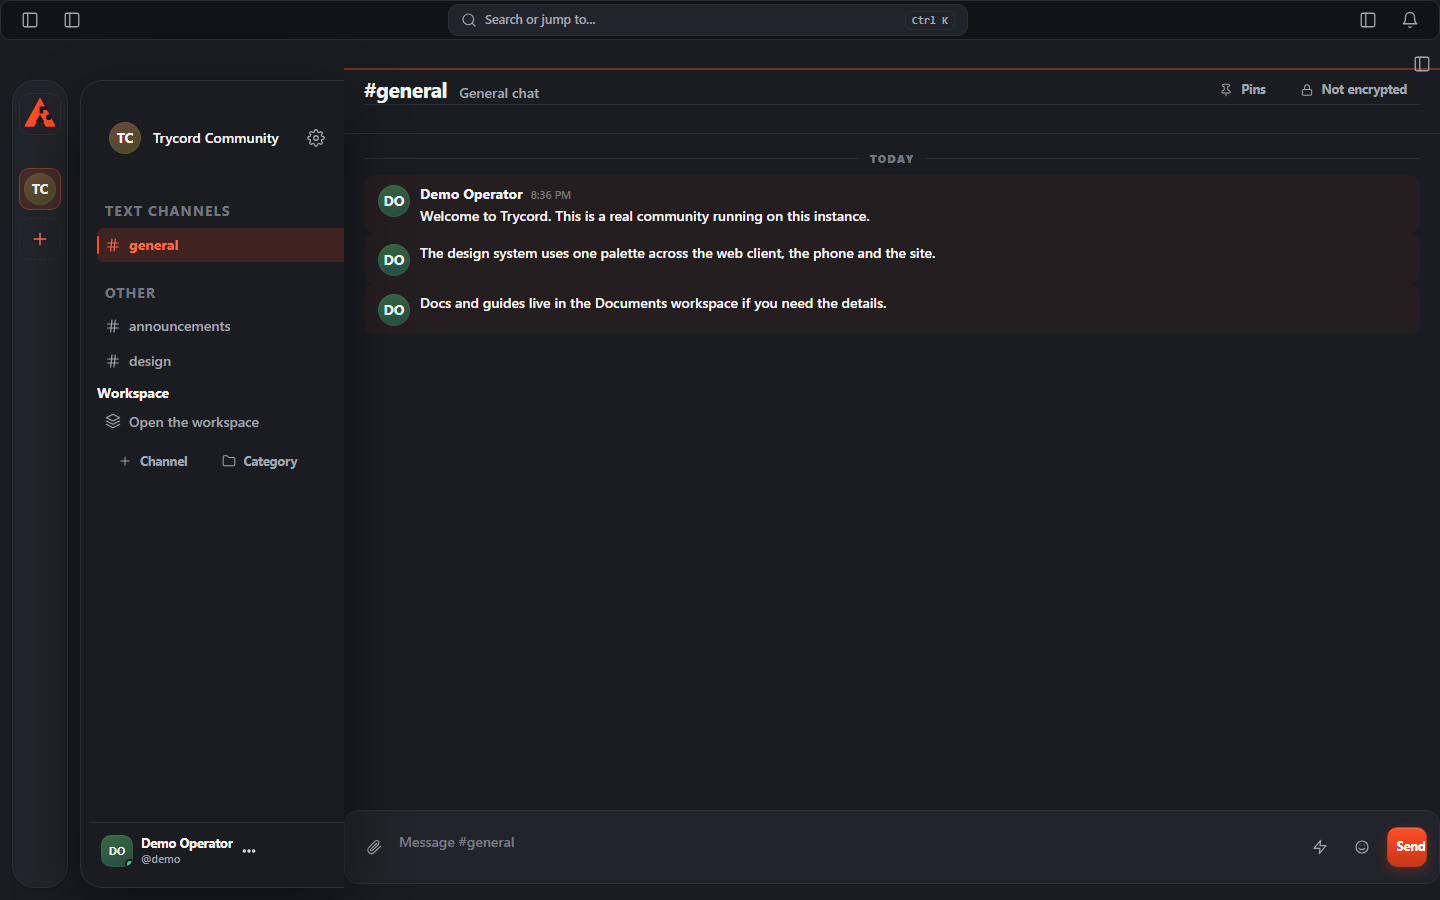 Search or jump to...
Ctrl K
TC
Trycord Community
TEXT CHANNELS
general
OTHER
announcements
design
Workspace
Open the workspace
Channel
Category
DO
Demo Operator
@demo
TC
#general
General chat
Pins
Not encrypted
TODAY
DO
Demo Operator 8:36 PM
Welcome to Trycord. This is a real community running on this instance.
DO
The design system uses one palette across the web client, the phone and the site.
DO
Docs and guides live in the Documents workspace if you need the details.
Message #general
Send